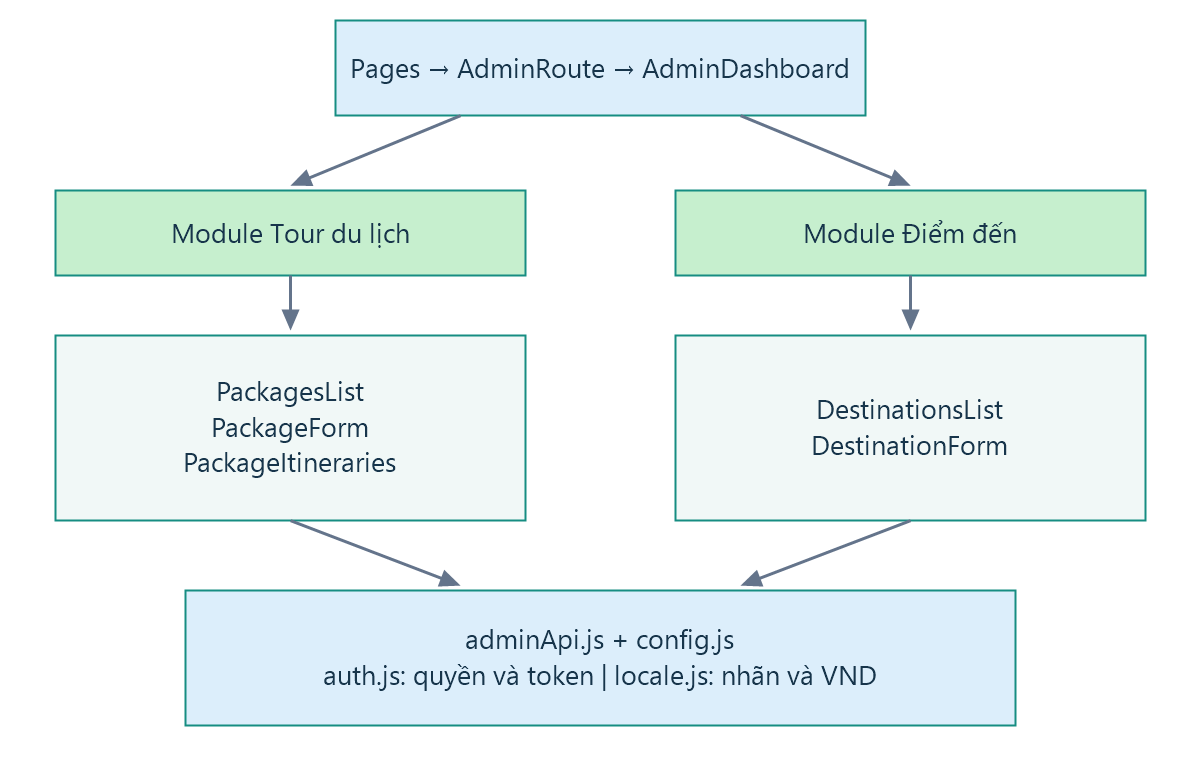 Pages → AdminRoute → AdminDashboard
Module Tour du lịch
Module Điểm đến
PackagesList
PackageForm
PackageItineraries
DestinationsList
DestinationForm
adminApi.js + config.js
auth.js: quyền và token | locale.js: nhãn và VND